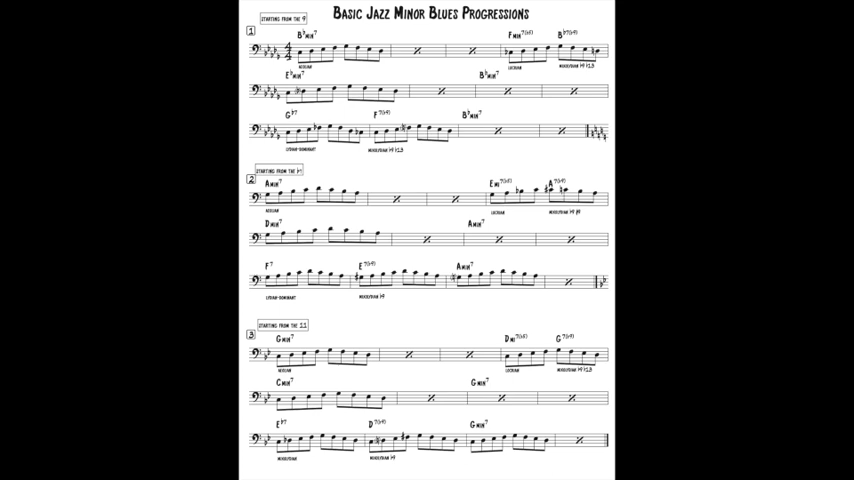 Basic Jazz Minor Blues Progressions
starting from the 9
1
B♭min7 Fmin7(♭5) B♭7(♭9)
aeolian locrian mixolydian ♭9 ♭13
E♭min7 B♭min7
G♭7 F7(♭9) B♭min7
lydian-dominant mixolydian ♭9 ♭13
starting from the ♭7
2
Amin7 Emi7(♭5) A7(♭9)
aeolian locrian mixolydian
Dmin7 Amin7
F7 E7(♭9) Amin7
lydian-dominant mixolydian ♭9
starting from the 11
3
Gmin7 Dmi7(♭5) G7(♭9)
aeolian locrian mixolydian ♭9 ♭13
Cmin7 Gmin7
E♭7 D7(♭9) Gmin7
mixolydian mixolydian ♭9